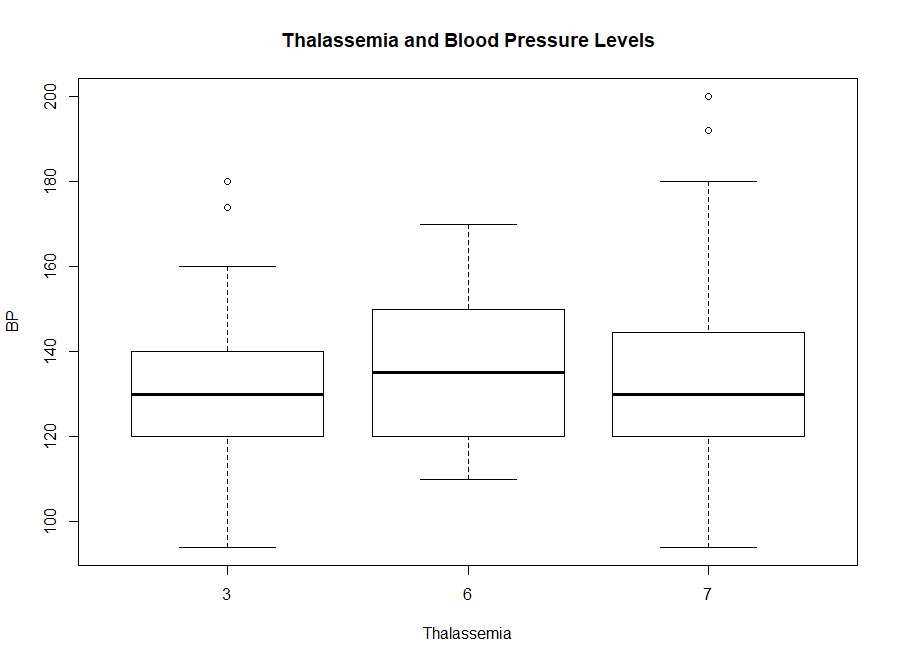 Thalassemia and Blood Pressure Levels
200
180
160
140
120
100
BP
3 6 7
Thalassemia